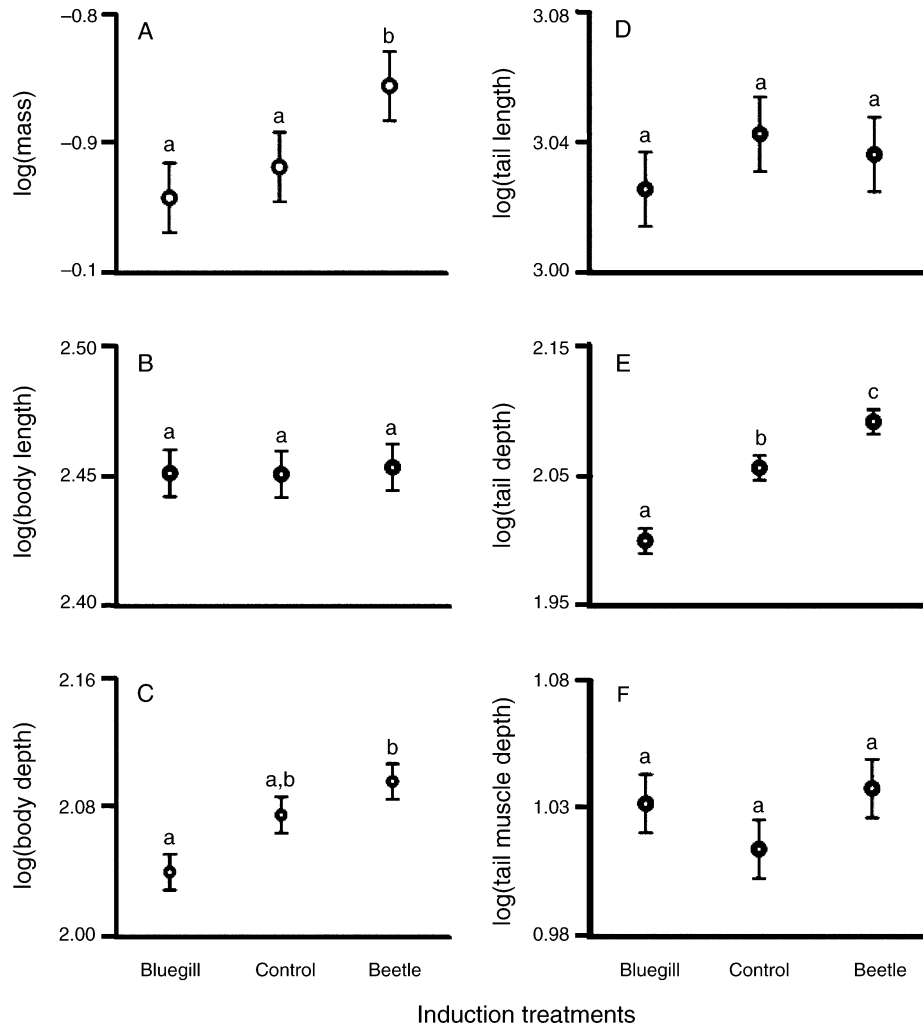 A
log(mass)
−0.8
−0.9
−0.1
a
a
b
D
log(tail length)
3.08
3.04
3.00
a
a
a
B
log(body length)
2.50
2.45
2.40
a
a
a
E
log(tail depth)
2.15
2.05
1.95
a
b
c
C
log(body depth)
2.16
2.08
2.00
a
a,b
b
F
log(tail muscle depth)
1.08
1.03
0.98
a
a
a
Bluegill Control Beetle
Bluegill Control Beetle
Induction treatments